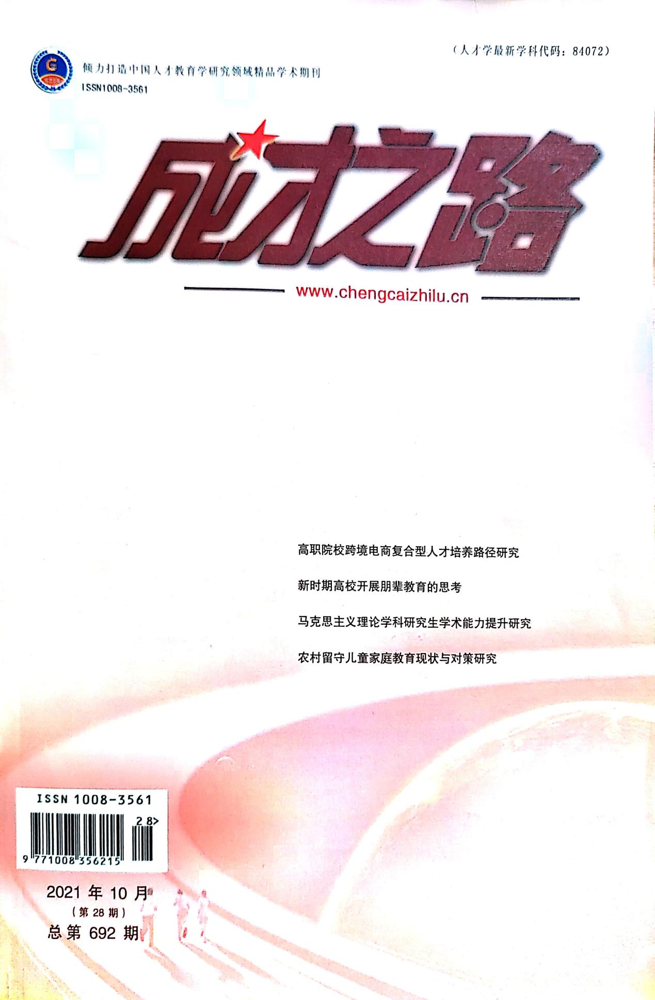 （人才学最新学科代码：84072）
倾力打造中国人才教育学研究领域精品学术期刊
ISSN1008-3561
成才之路
www.chengcaizhilu.cn
高职院校跨境电商复合型人才培养路径研究
新时期高校开展朋辈教育的思考
马克思主义理论学科研究生学术能力提升研究
农村留守儿童家庭教育现状与对策研究
ISSN 1008-3561
28>
9 771008 356215
2021 年 10 月
（第 28 期）
总第 692 期